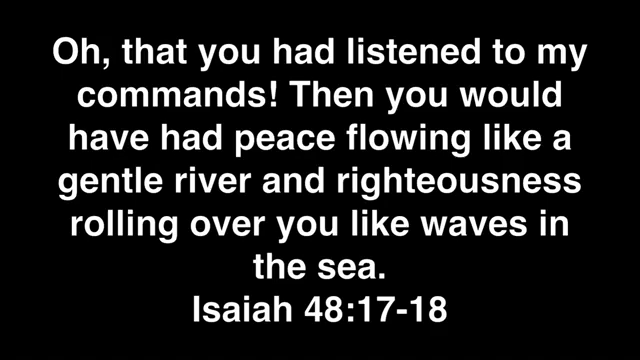 Oh, that you had listened to my
commands! Then you would
have had peace flowing like a
gentle river and righteousness
rolling over you like waves in
the sea.
Isaiah 48:17-18